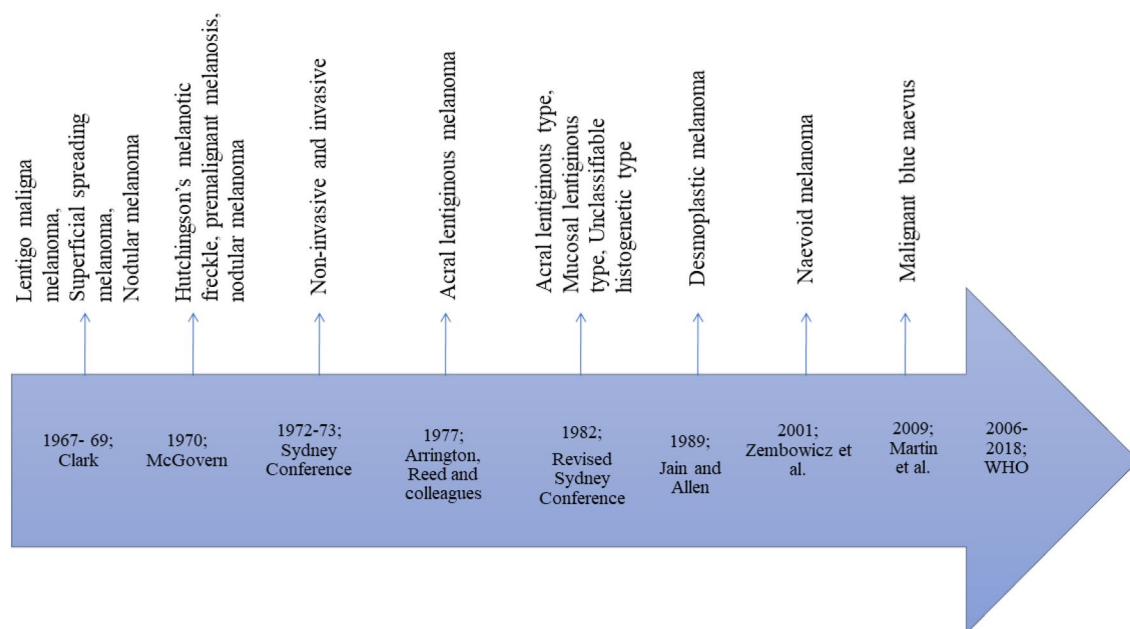 Lentigo maligna
melanoma,
Superficial spreading
melanoma,
Nodular melanoma
Hutchingson's melanotic
freckle, premalignant melanosis,
nodular melanoma
Non-invasive and invasive
Acral lentiginous melanoma
Acral lentiginous type,
Mucosal lentiginous
type, Unclassifiable
histogenetic type
Desmoplastic melanoma
Naevoid melanoma
Malignant blue naevus
1967- 69;
Clark
1970;
McGovern
1972-73;
Sydney
Conference
1977;
Arrington,
Reed and
colleagues
1982;
Revised
Sydney
Conference
1989;
Jain and
Allen
2001;
Zembowicz et
al.
2009;
Martin
et al.
2006-
2018;
WHO